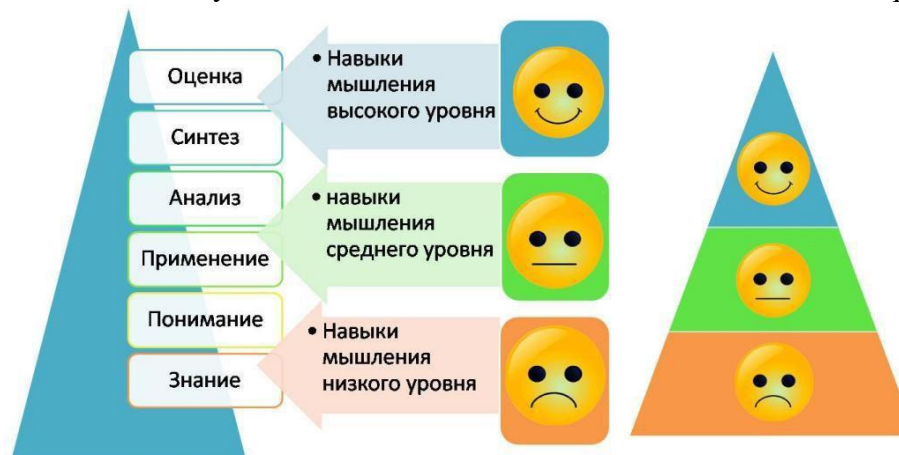 Оценка
Синтез
Анализ
Применение
Понимание
Знание
• Навыки
мышления
высокого уровня
• навыки
мышления
среднего уровня
• Навыки
мышления
низкого уровня